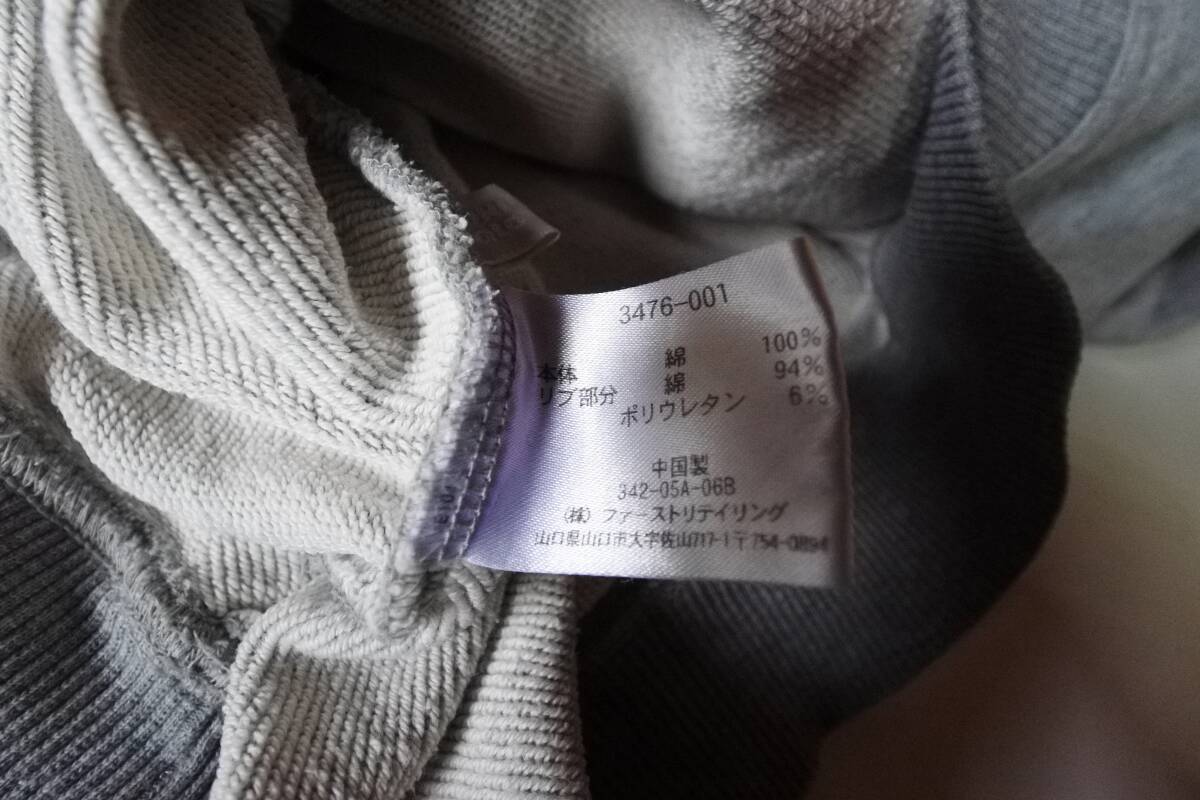 3476-001
本体 綿 100%
リブ部分 綿 94%
ポリウレタン 6%
中国製
342-05A-06B
(株) ファーストリテイリング
山口県山口市大字佐山717-1〒754-0894